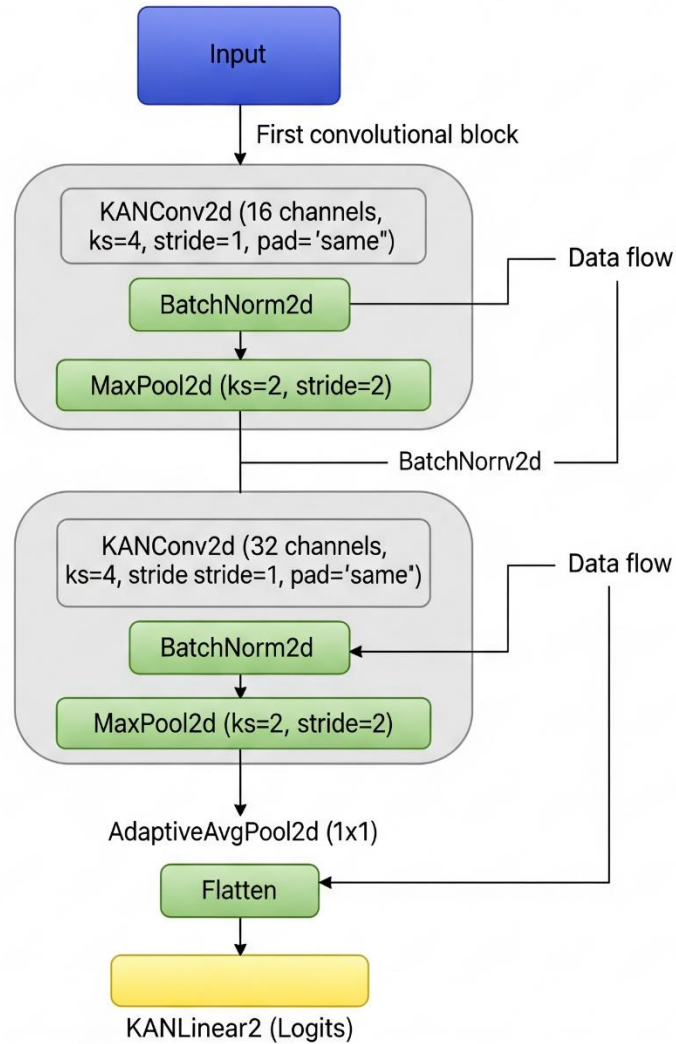 Input
First convolutional block
KANConv2d (16 channels,
ks=4, stride=1, pad='same")
Data flow
BatchNorm2d
MaxPool2d (ks=2, stride=2)
BatchNorrv2d
KANConv2d (32 channels,
ks=4, stride stride=1, pad='same")
Data flow
BatchNorm2d
MaxPool2d (ks=2, stride=2)
AdaptiveAvgPool2d (1x1)
Flatten
KANLinear2 (Logits)